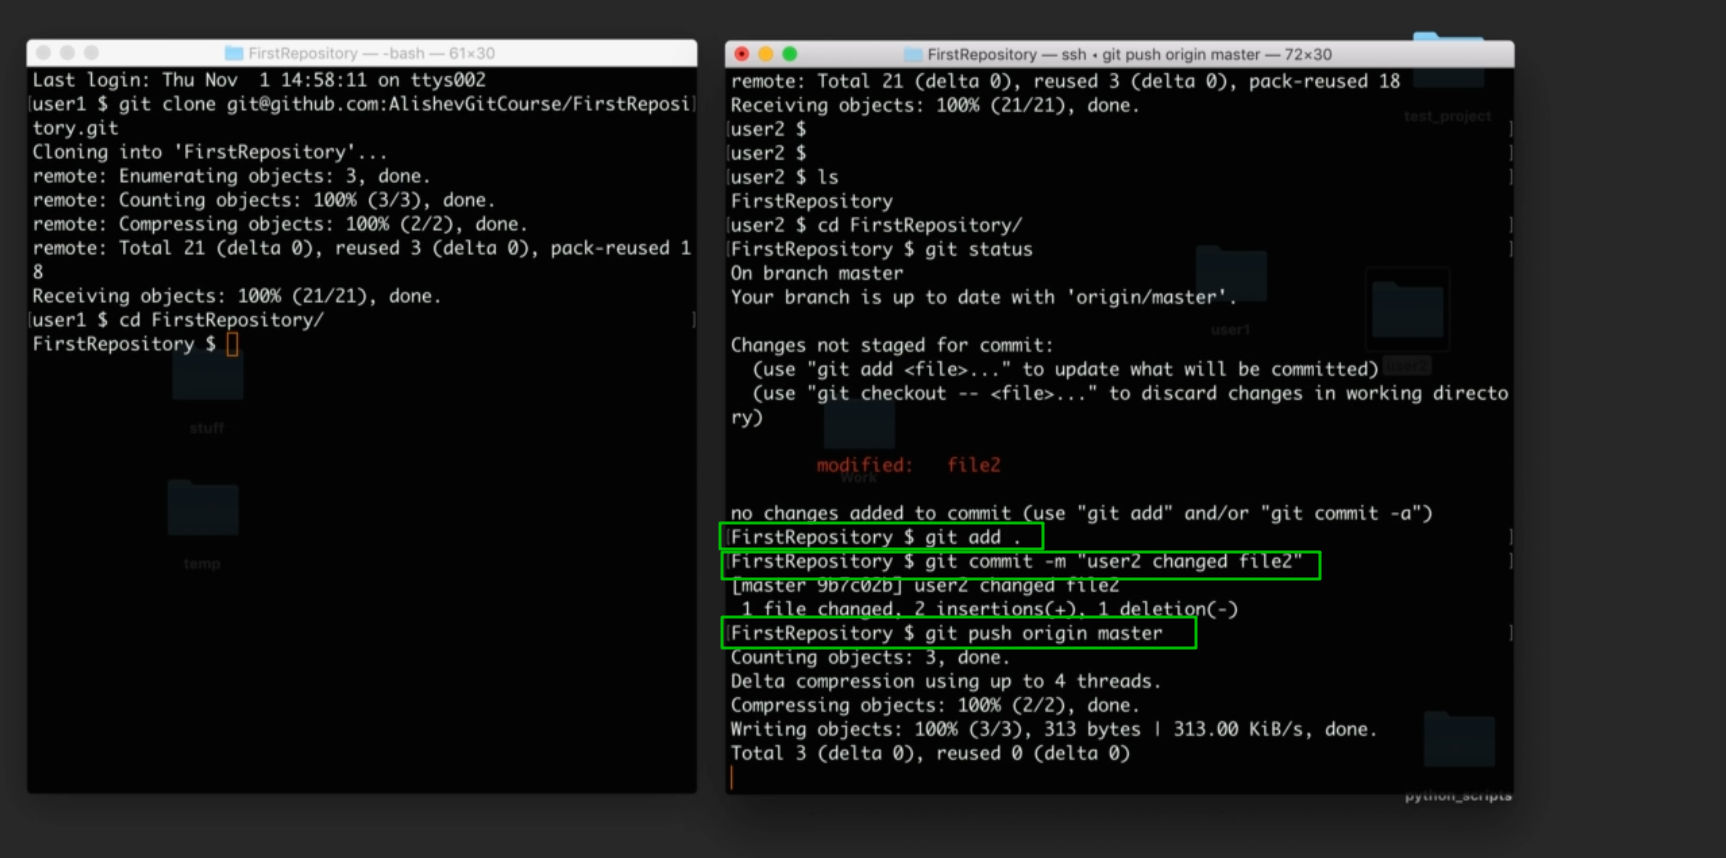 FirstRepository — -bash — 61×30
Last login: Thu Nov  1 14:58:11 on ttys002
[user1 $ git clone git@github.com:AlishevGitCourse/FirstReposi]
tory.git
Cloning into 'FirstRepository'...
remote: Enumerating objects: 3, done.
remote: Counting objects: 100% (3/3), done.
remote: Compressing objects: 100% (2/2), done.
remote: Total 21 (delta 0), reused 3 (delta 0), pack-reused 1
8
Receiving objects: 100% (21/21), done.
[user1 $ cd FirstRepository/ ]
FirstRepository $
stuff
temp
FirstRepository — ssh • git push origin master — 72×30
remote: Total 21 (delta 0), reused 3 (delta 0), pack-reused 18
Receiving objects: 100% (21/21), done.
[user2 $ ]
[user2 $ ]
[user2 $ ls ]
FirstRepository
[user2 $ cd FirstRepository/ ]
[FirstRepository $ git status ]
On branch master
Your branch is up to date with 'origin/master'.
Changes not staged for commit:
  (use "git add <file>..." to update what will be committed)
  (use "git checkout -- <file>..." to discard changes in working directo
ry)
modified:   file2
no changes added to commit (use "git add" and/or "git commit -a")
[FirstRepository $ git add . ]
[FirstRepository $ git commit -m "user2 changed file2" ]
[master 9b7c02b] user2 changed file2
 1 file changed, 2 insertions(+), 1 deletion(-)
[FirstRepository $ git push origin master ]
Counting objects: 3, done.
Delta compression using up to 4 threads.
Compressing objects: 100% (2/2), done.
Writing objects: 100% (3/3), 313 bytes | 313.00 KiB/s, done.
Total 3 (delta 0), reused 0 (delta 0)
test_project
user1
user2
Work
python_scripts